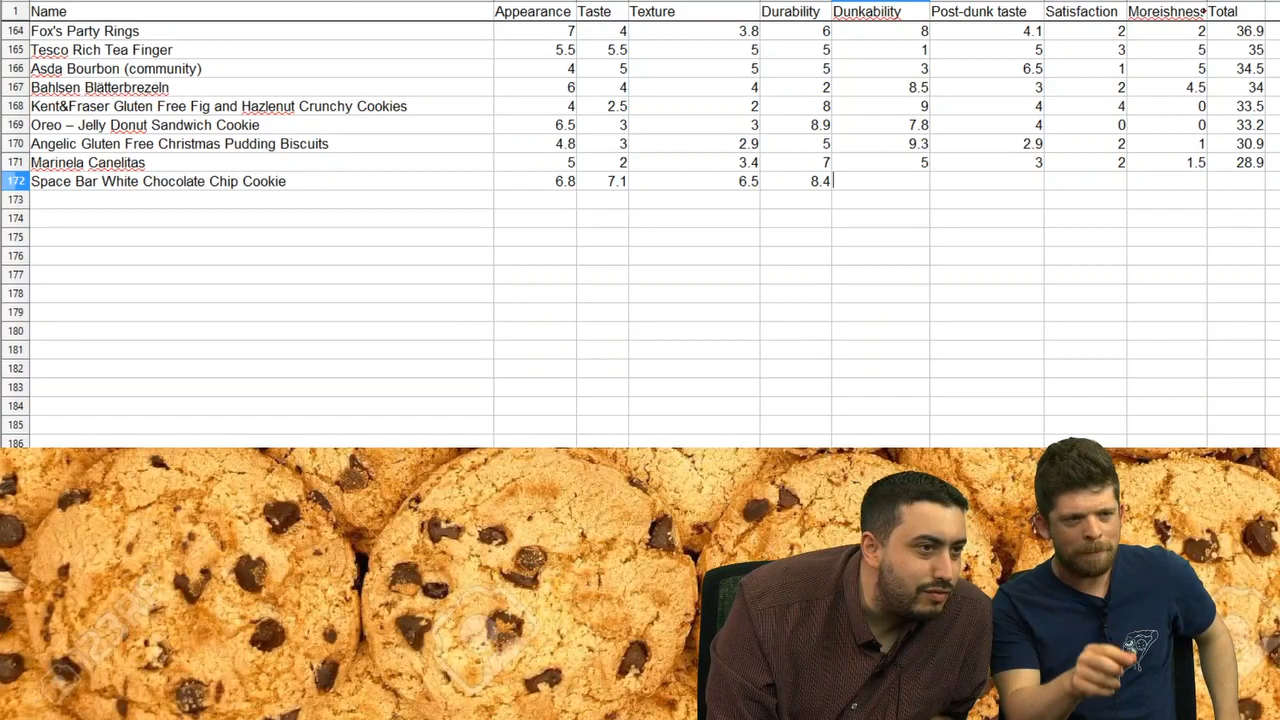 1 Name Appearance Taste Texture Durability Dunkability Post-dunk taste Satisfaction Moreishness Total
164 Fox's Party Rings 7 4 3.8 6 8 4.1 2 2 36.9
165 Tesco Rich Tea Finger 5.5 5.5 5 5 1 5 3 5 35
166 Asda Bourbon (community) 4 5 5 5 3 6.5 1 5 34.5
167 Bahlsen Blätterbrezeln 6 4 4 2 8.5 3 2 4.5 34
168 Kent&Fraser Gluten Free Fig and Hazlenut Crunchy Cookies 4 2.5 2 8 9 4 4 0 33.5
169 Oreo – Jelly Donut Sandwich Cookie 6.5 3 3 8.9 7.8 4 0 0 33.2
170 Angelic Gluten Free Christmas Pudding Biscuits 4.8 3 2.9 5 9.3 2.9 2 1 30.9
171 Marinela Canelitas 5 2 3.4 7 5 3 2 1.5 28.9
172 Space Bar White Chocolate Chip Cookie 6.8 7.1 6.5 8.4
173
174
175
176
177
178
179
180
181
182
183
184
185
186
123RF